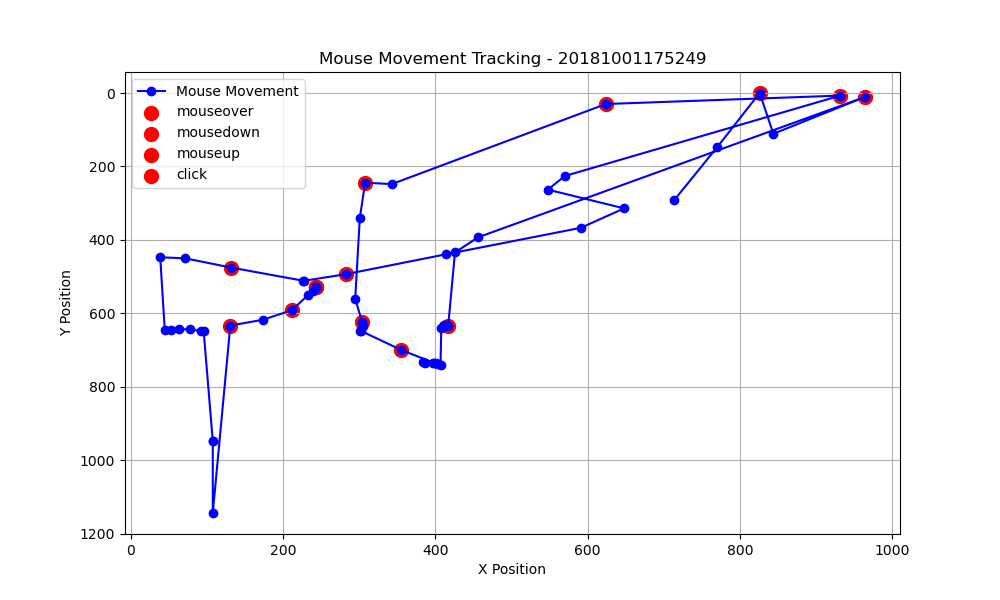 Mouse Movement Tracking - 20181001175249
Mouse Movement
mouseover
mousedown
mouseup
click
0
200
400
600
800
1000
1200
Y Position
0
200
400
600
800
1000
X Position